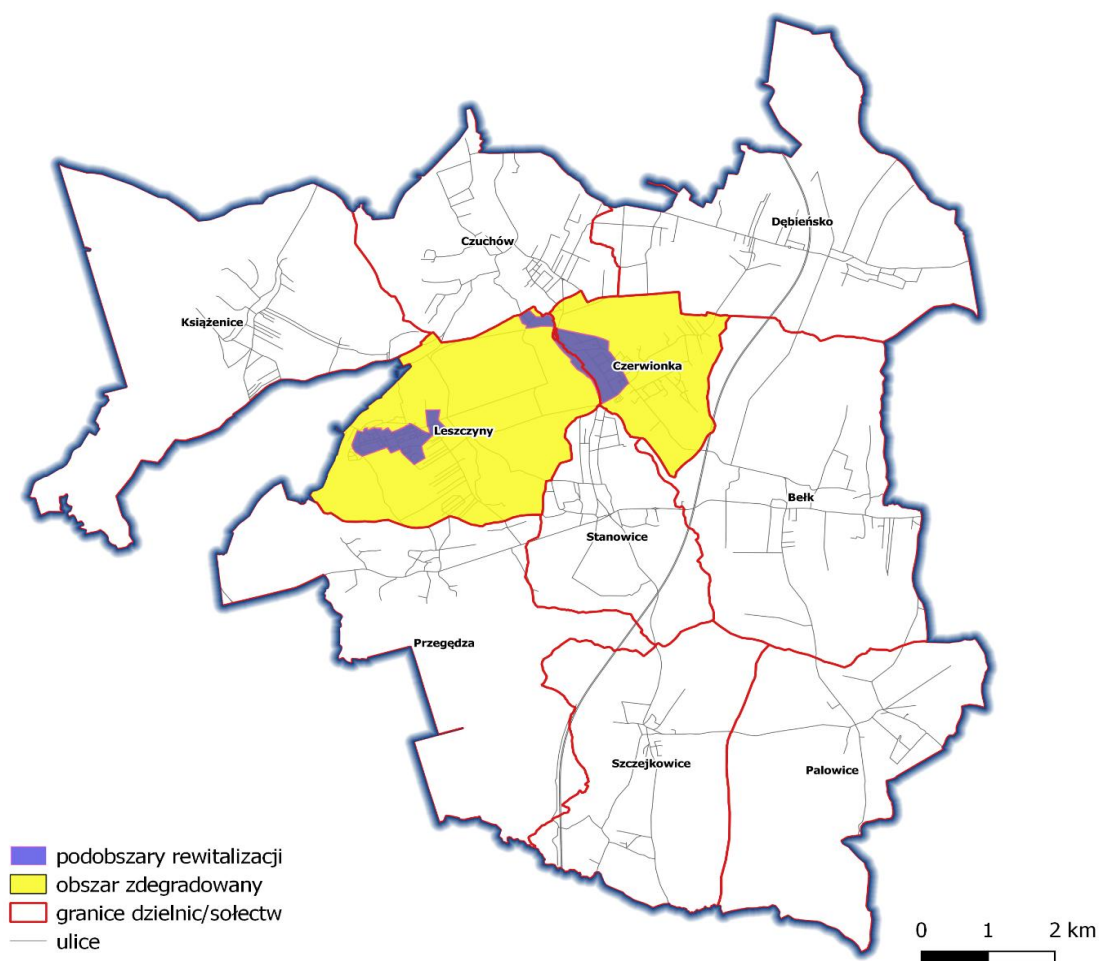 Dębieńsko
Czuchów
Książenice
Czerwionka
Leszczyny
Bełk
Stanowice
Przegędza
Szczejkowice
Palowice
podobszary rewitalizacji
obszar zdegradowany
granice dzielnic/sołectw
ulice
0 1 2 km